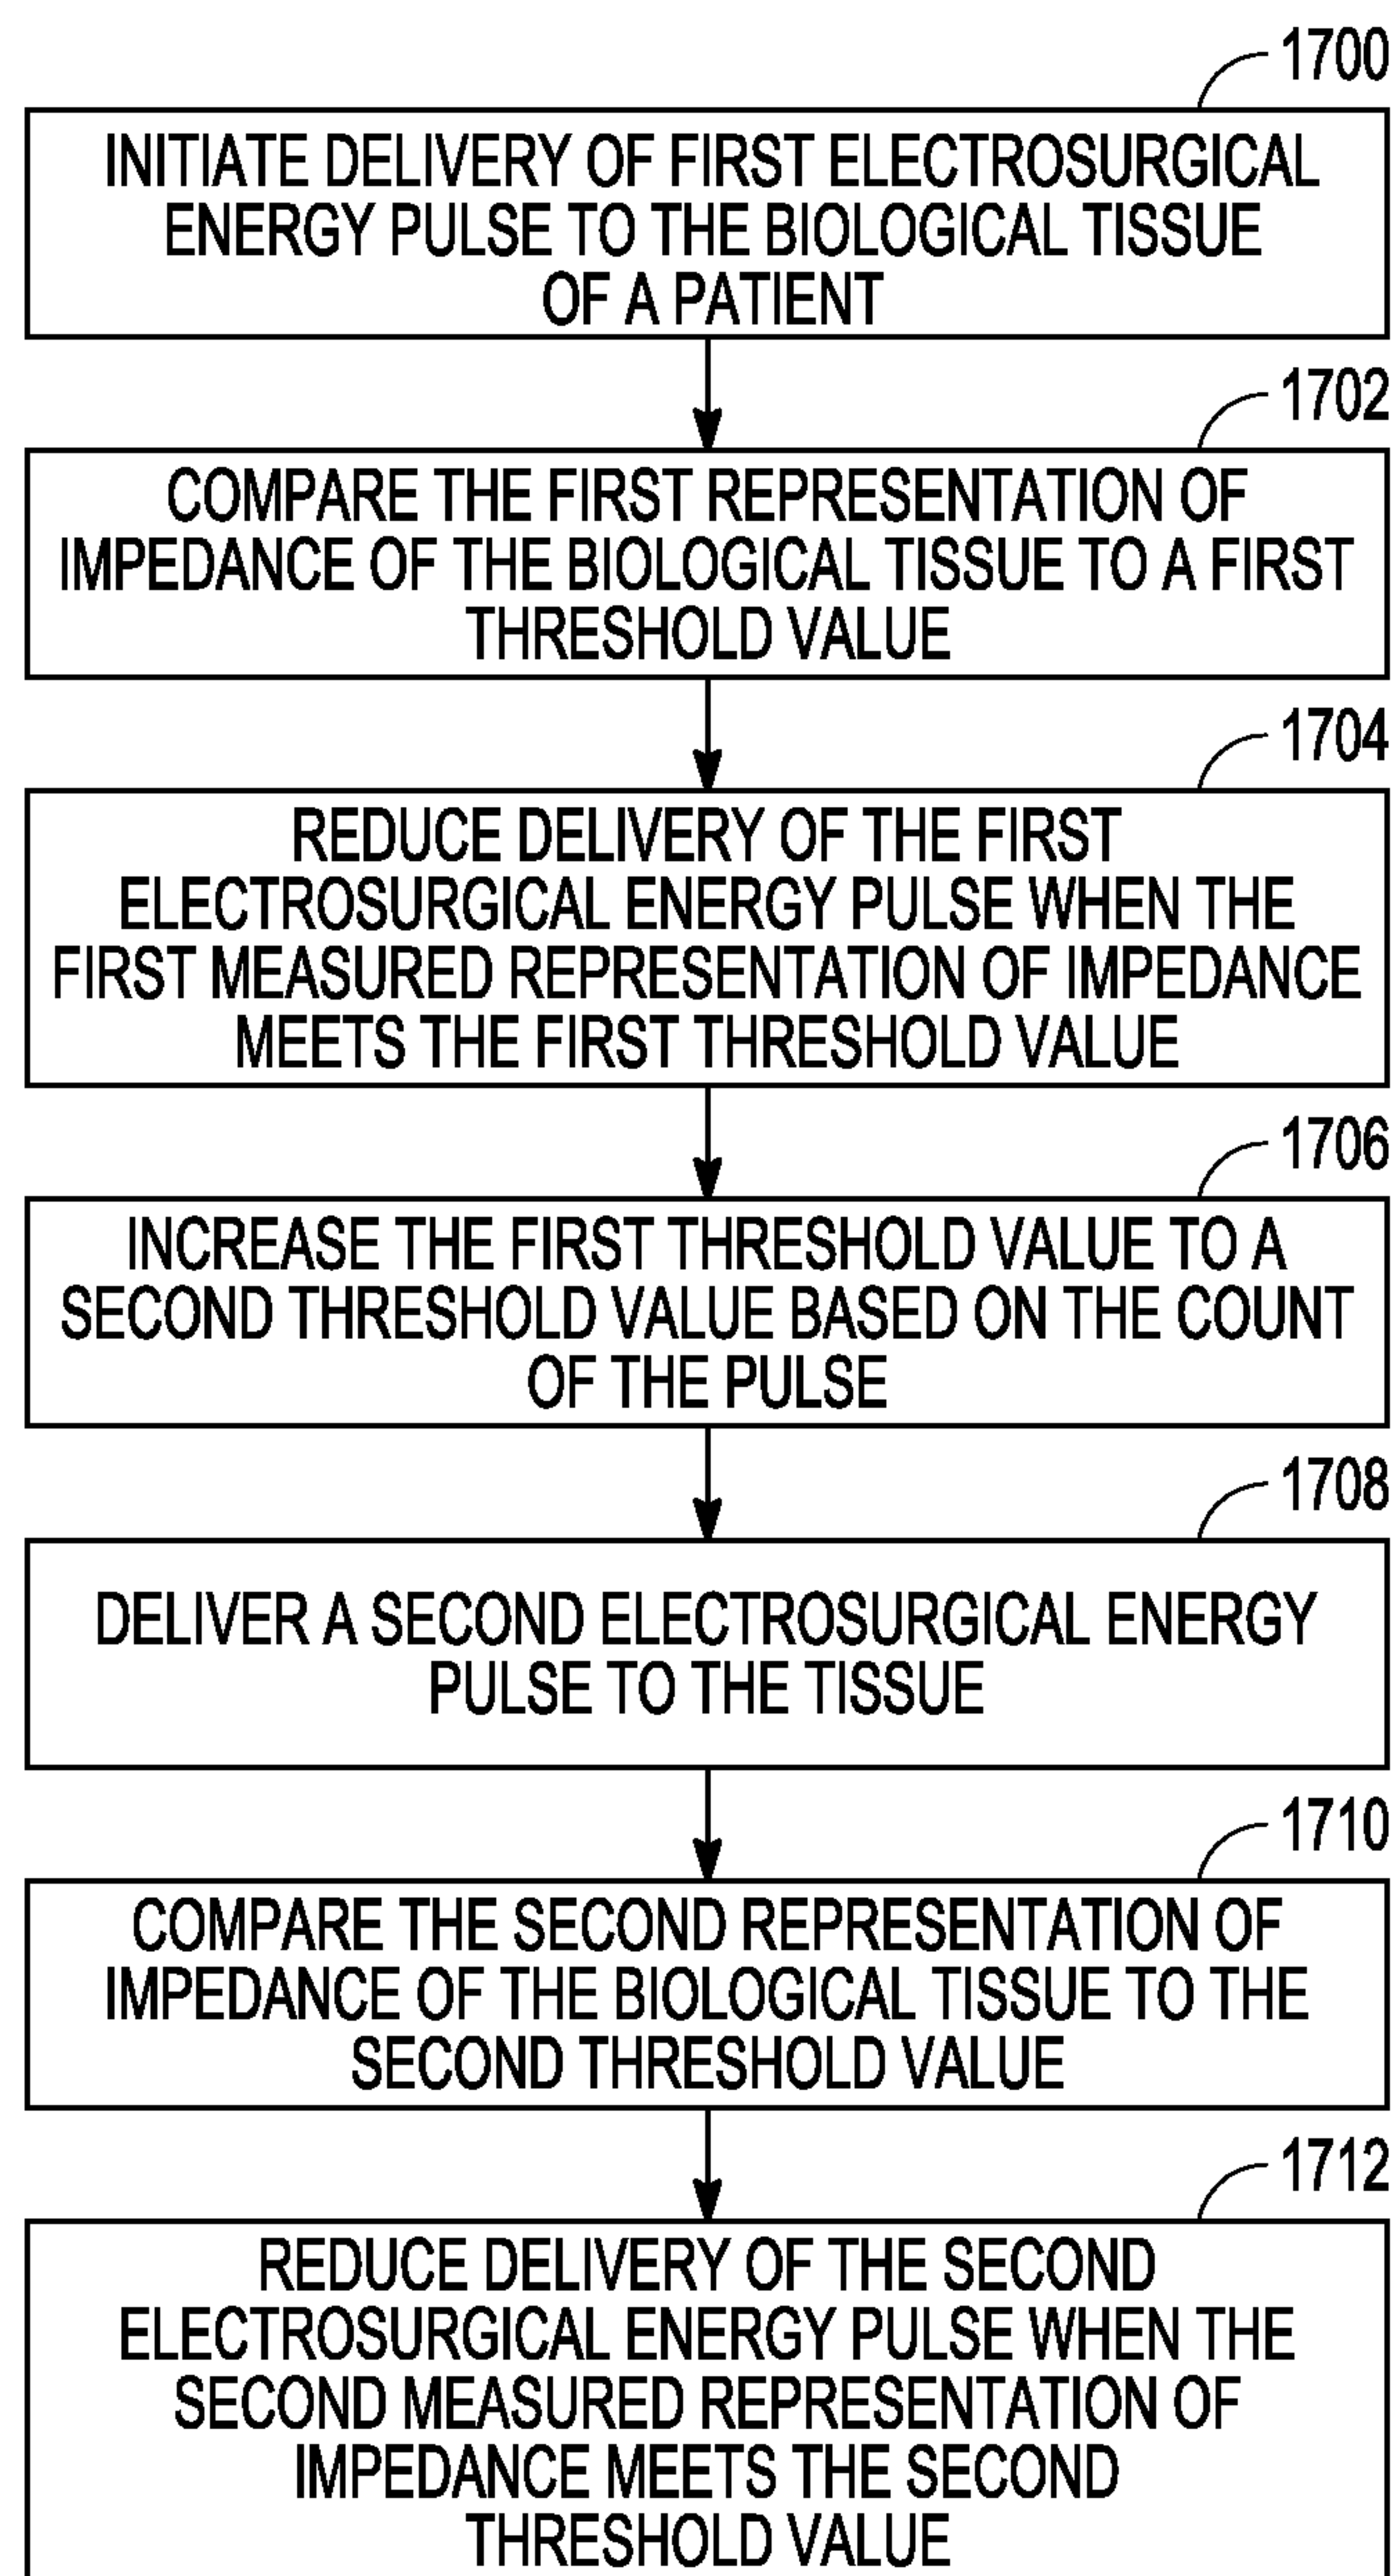 1700
INITIATE DELIVERY OF FIRST ELECTROSURGICAL
ENERGY PULSE TO THE BIOLOGICAL TISSUE
OF A PATIENT
1702
COMPARE THE FIRST REPRESENTATION OF
IMPEDANCE OF THE BIOLOGICAL TISSUE TO A FIRST
THRESHOLD VALUE
1704
REDUCE DELIVERY OF THE FIRST
ELECTROSURGICAL ENERGY PULSE WHEN THE
FIRST MEASURED REPRESENTATION OF IMPEDANCE
MEETS THE FIRST THRESHOLD VALUE
1706
INCREASE THE FIRST THRESHOLD VALUE TO A
SECOND THRESHOLD VALUE BASED ON THE COUNT
OF THE PULSE
1708
DELIVER A SECOND ELECTROSURGICAL ENERGY
PULSE TO THE TISSUE
1710
COMPARE THE SECOND REPRESENTATION OF
IMPEDANCE OF THE BIOLOGICAL TISSUE TO THE
SECOND THRESHOLD VALUE
1712
REDUCE DELIVERY OF THE SECOND
ELECTROSURGICAL ENERGY PULSE WHEN THE
SECOND MEASURED REPRESENTATION OF
IMPEDANCE MEETS THE SECOND
THRESHOLD VALUE